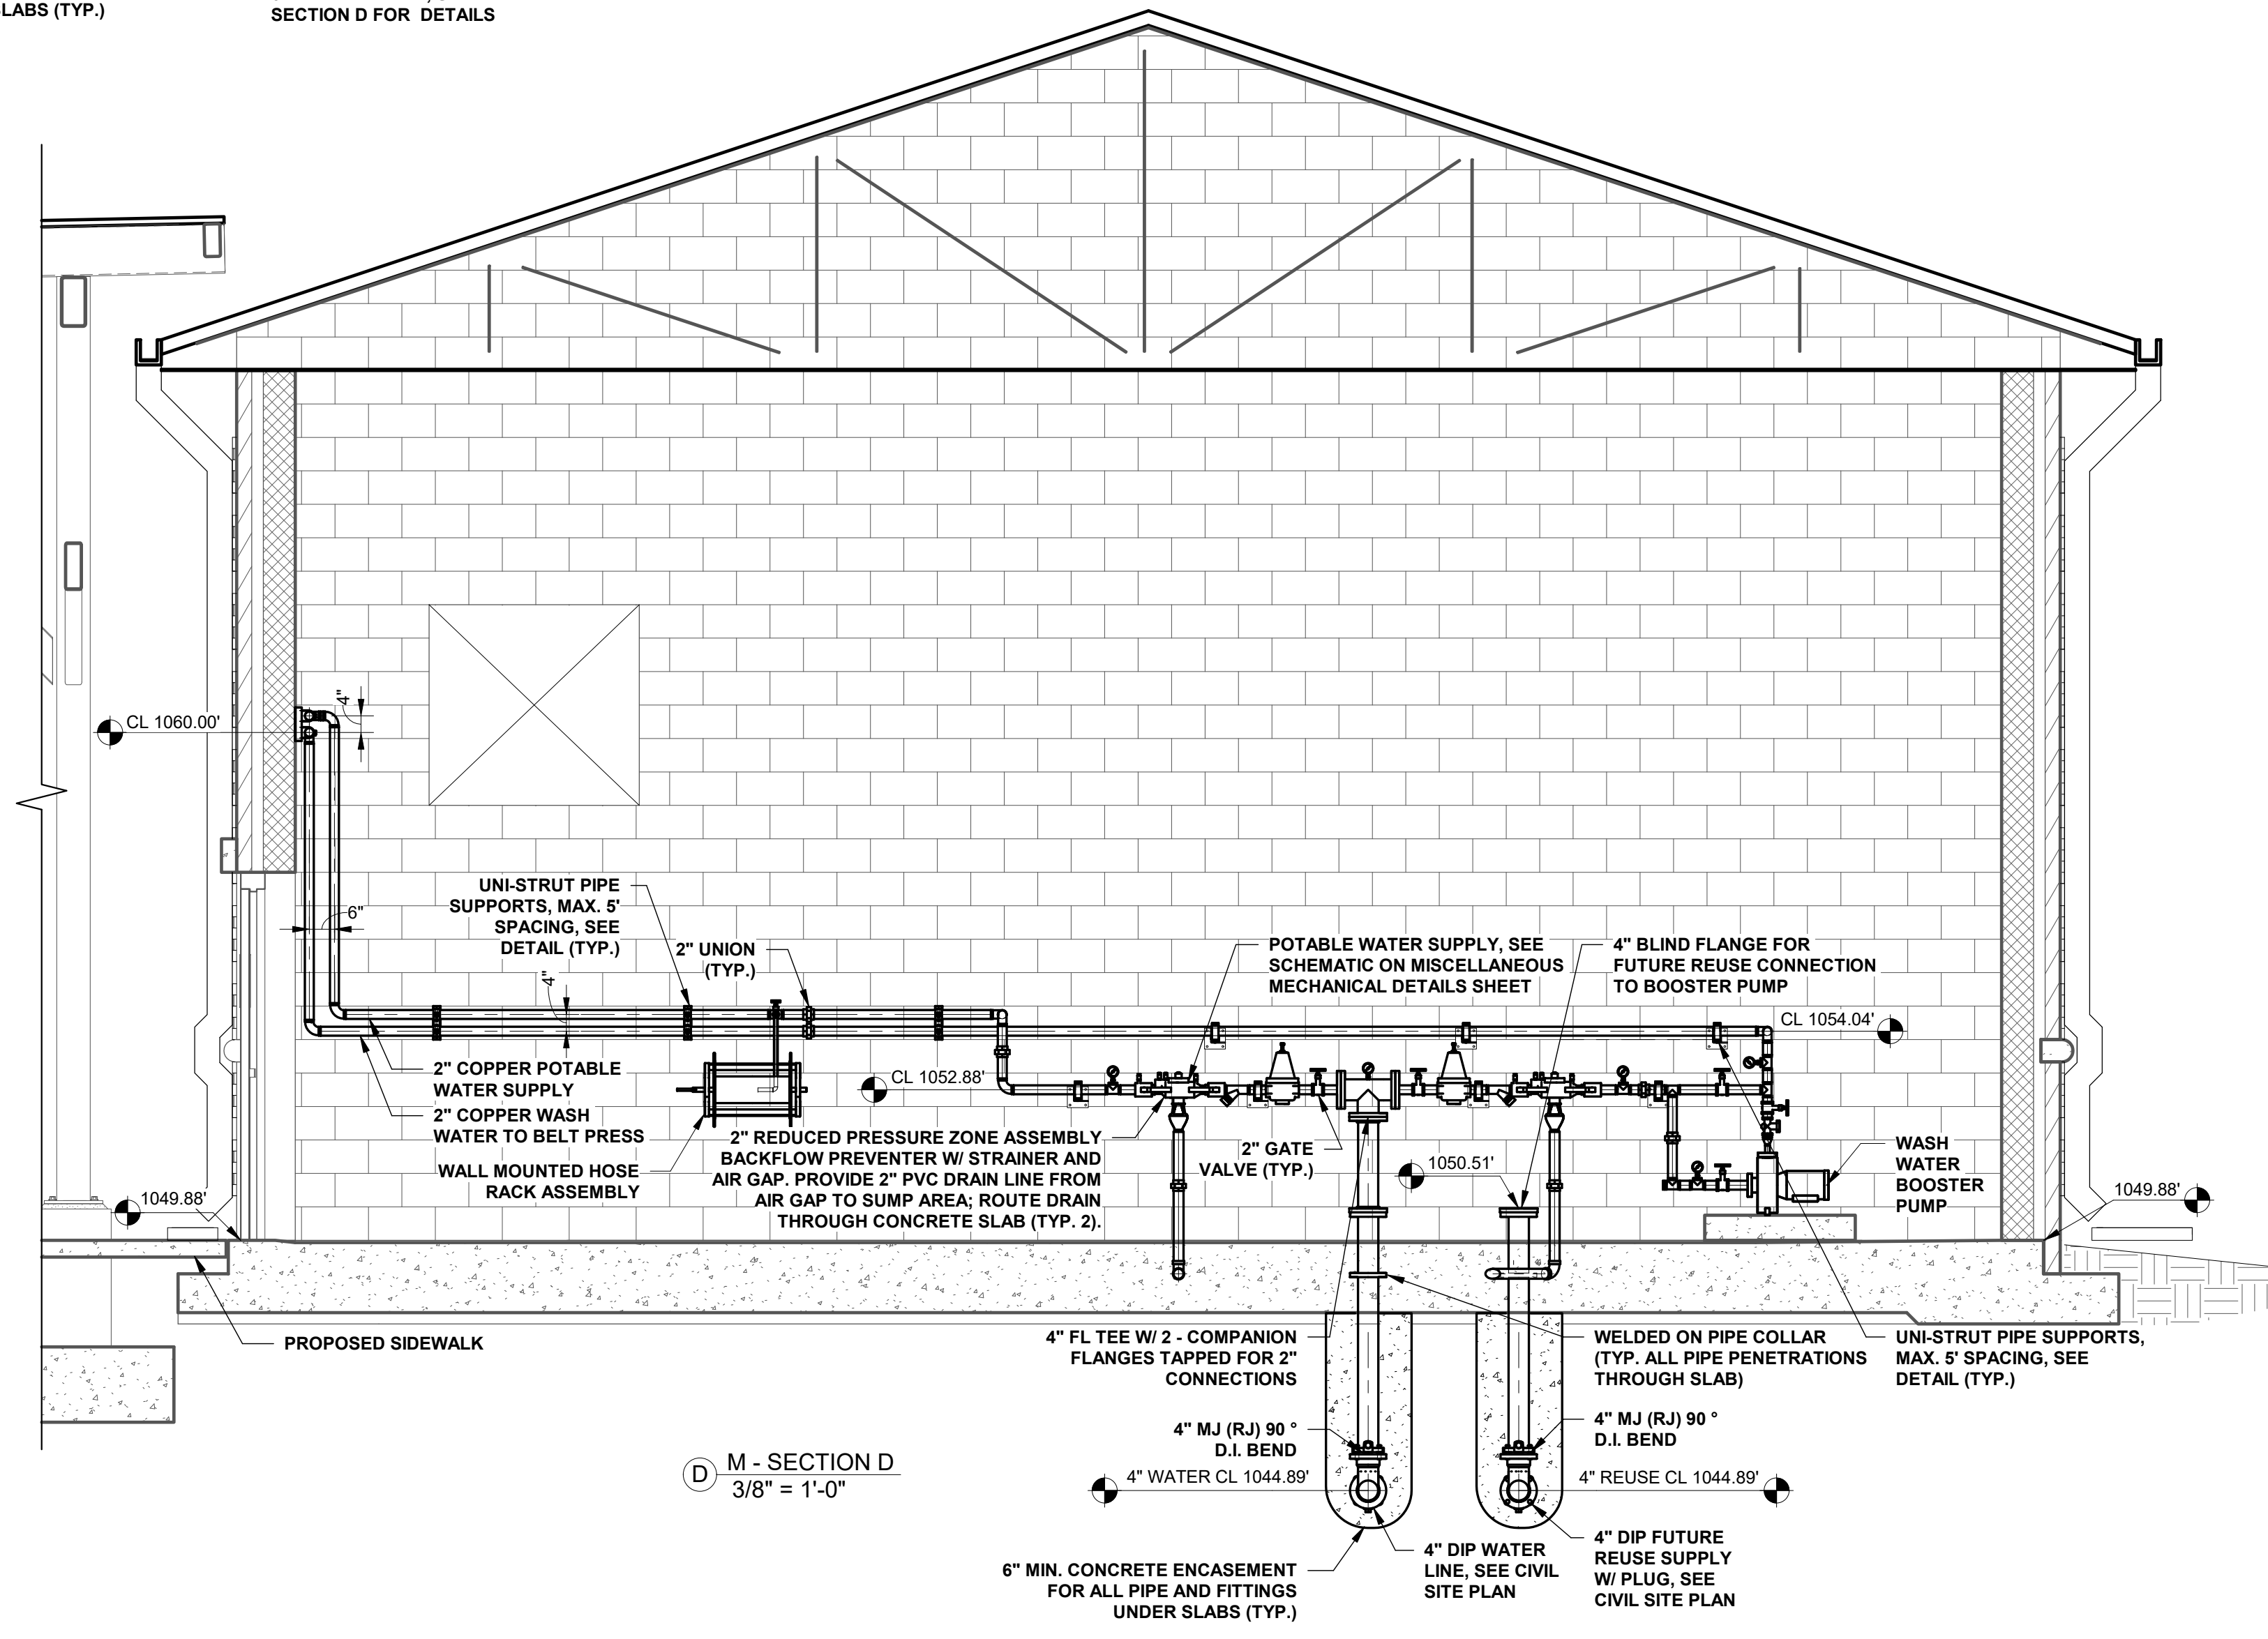 LABS (TYP.)
SECTION D FOR DETAILS
CL 1060.00'
4"
6"
UNI-STRUT PIPE
SUPPORTS, MAX. 5'
SPACING, SEE
DETAIL (TYP.)
2" UNION
(TYP.)
4"
POTABLE WATER SUPPLY, SEE
SCHEMATIC ON MISCELLANEOUS
MECHANICAL DETAILS SHEET
4" BLIND FLANGE FOR
FUTURE REUSE CONNECTION
TO BOOSTER PUMP
CL 1054.04'
2" COPPER POTABLE
WATER SUPPLY
2" COPPER WASH
WATER TO BELT PRESS
WALL MOUNTED HOSE
RACK ASSEMBLY
CL 1052.88'
2" REDUCED PRESSURE ZONE ASSEMBLY
BACKFLOW PREVENTER W/ STRAINER AND
AIR GAP. PROVIDE 2" PVC DRAIN LINE FROM
AIR GAP TO SUMP AREA; ROUTE DRAIN
THROUGH CONCRETE SLAB (TYP. 2).
2" GATE
VALVE (TYP.)
1050.51'
WASH
WATER
BOOSTER
PUMP
1049.88'
1049.88'
PROPOSED SIDEWALK
4" FL TEE W/ 2 - COMPANION
FLANGES TAPPED FOR 2"
CONNECTIONS
WELDED ON PIPE COLLAR
(TYP. ALL PIPE PENETRATIONS
THROUGH SLAB)
UNI-STRUT PIPE SUPPORTS,
MAX. 5' SPACING, SEE
DETAIL (TYP.)
4" MJ (RJ) 90 °
D.I. BEND
4" MJ (RJ) 90 °
D.I. BEND
D
M - SECTION D
3/8" = 1'-0"
4" WATER CL 1044.89'
4" REUSE CL 1044.89'
6" MIN. CONCRETE ENCASEMENT
FOR ALL PIPE AND FITTINGS
UNDER SLABS (TYP.)
4" DIP WATER
LINE, SEE CIVIL
SITE PLAN
4" DIP FUTURE
REUSE SUPPLY
W/ PLUG, SEE
CIVIL SITE PLAN